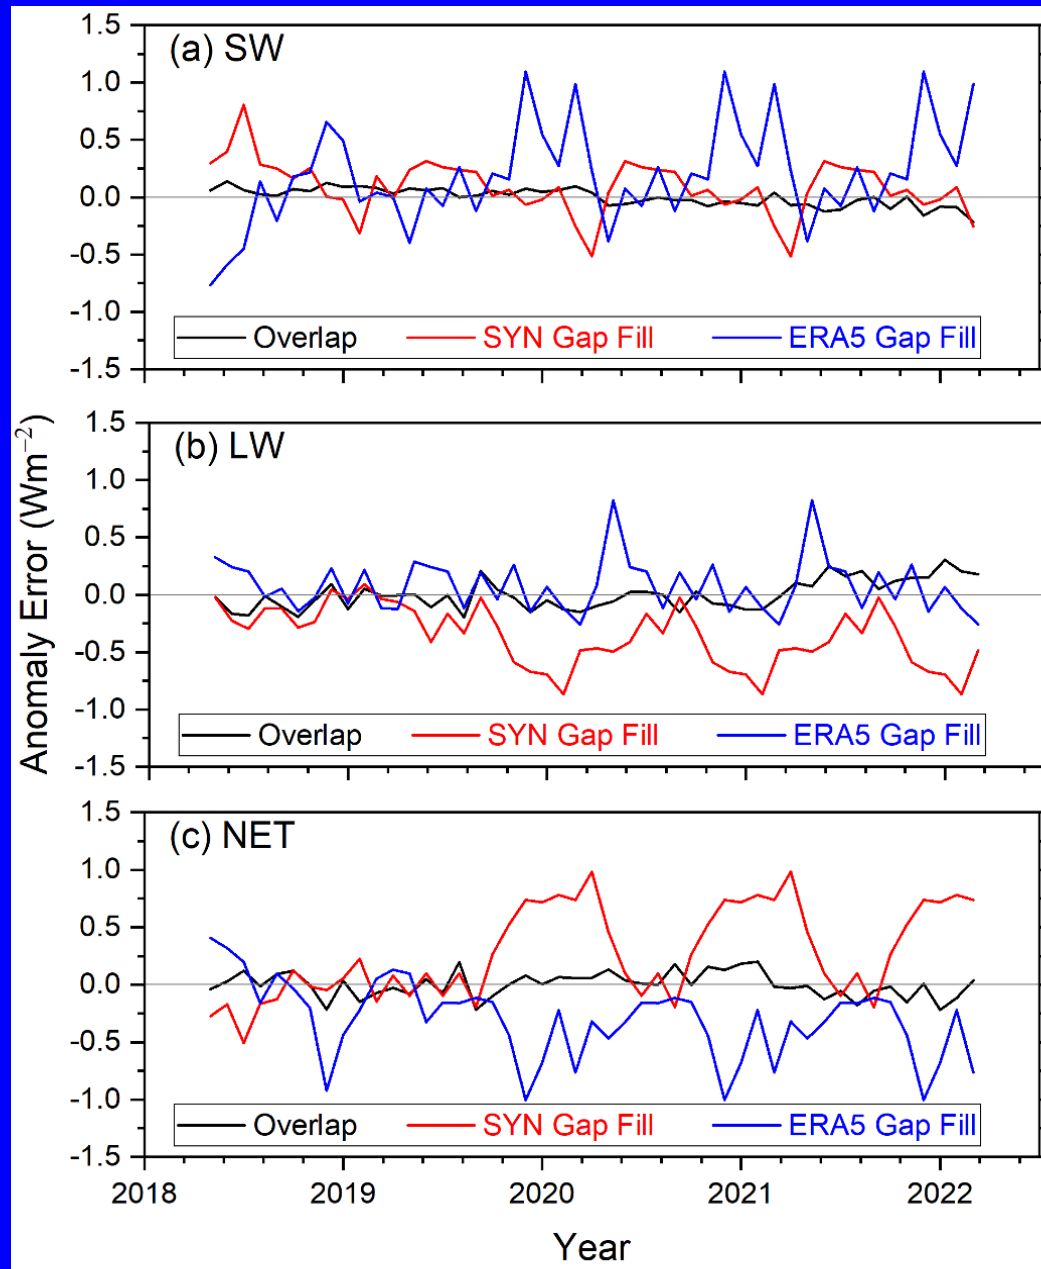 (a) SW
1.5
1.0
0.5
0.0
-0.5
-1.0
-1.5
Overlap SYN Gap Fill ERA5 Gap Fill
(b) LW
1.5
1.0
0.5
0.0
-0.5
-1.0
-1.5
Overlap SYN Gap Fill ERA5 Gap Fill
Anomaly Error (Wm⁻²)
(c) NET
1.5
1.0
0.5
0.0
-0.5
-1.0
-1.5
Overlap SYN Gap Fill ERA5 Gap Fill
2018 2019 2020 2021 2022
Year